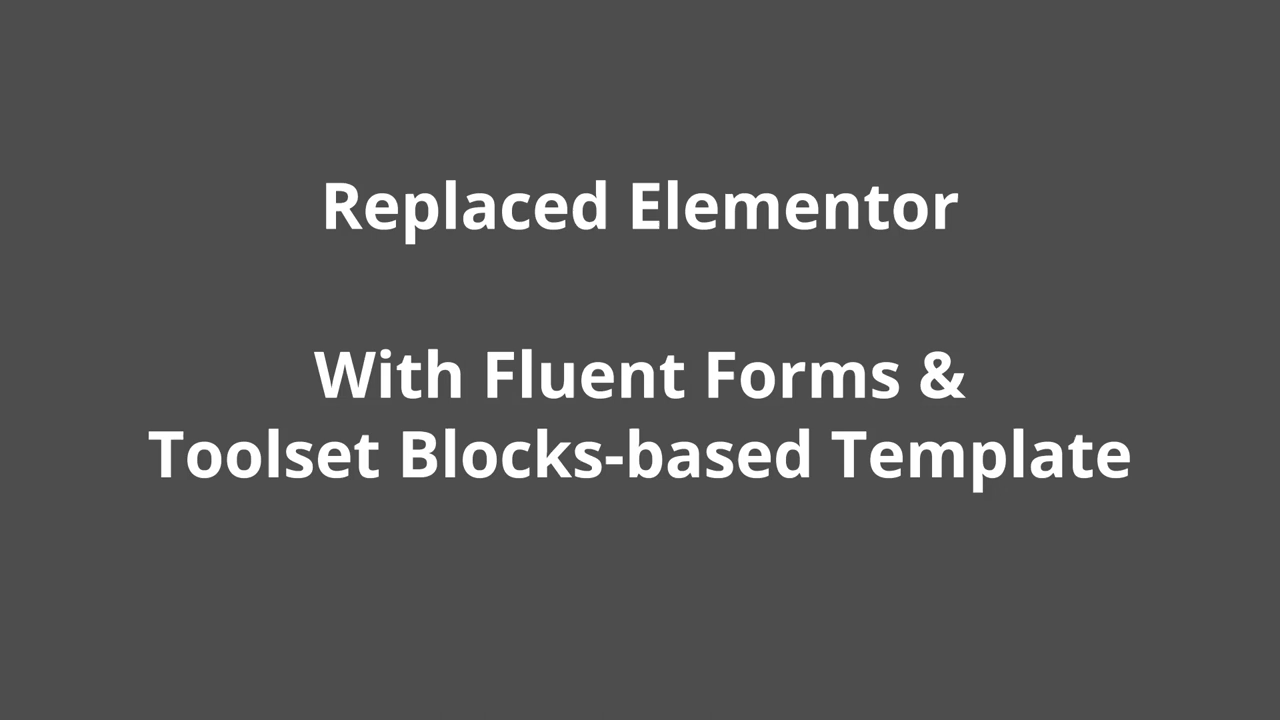 Replaced Elementor
With Fluent Forms &
Toolset Blocks-based Template